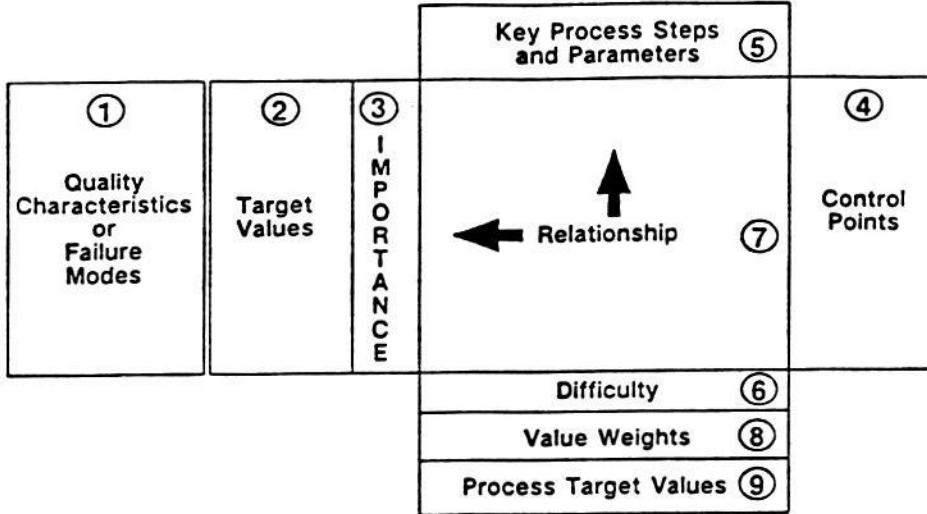 Key Process Steps
and Parameters
⑤
①
Quality
Characteristics
or
Failure
Modes
②
Target
Values
③
IMPORTANCE
Relationship
⑦
④
Control
Points
Difficulty ⑥
Value Weights ⑧
Process Target Values ⑨